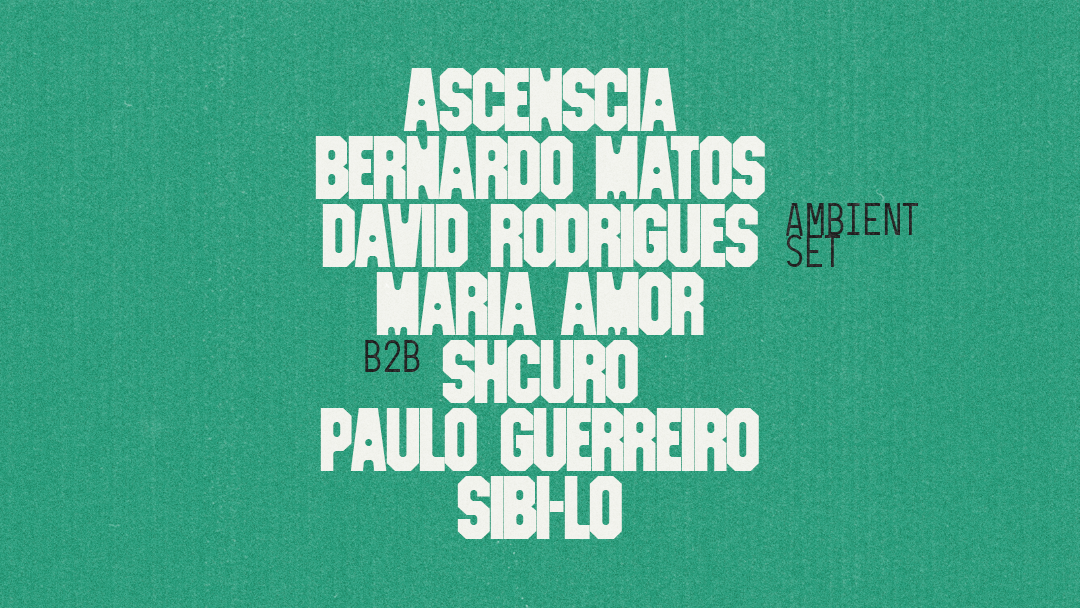 ASCENSCIA
BERNARDO MATOS
DAVID RODRIGUES AMBIENT SET
MARIA AMOR
B2B SHCURO
PAULO GUERREIRO
SIBI-LO